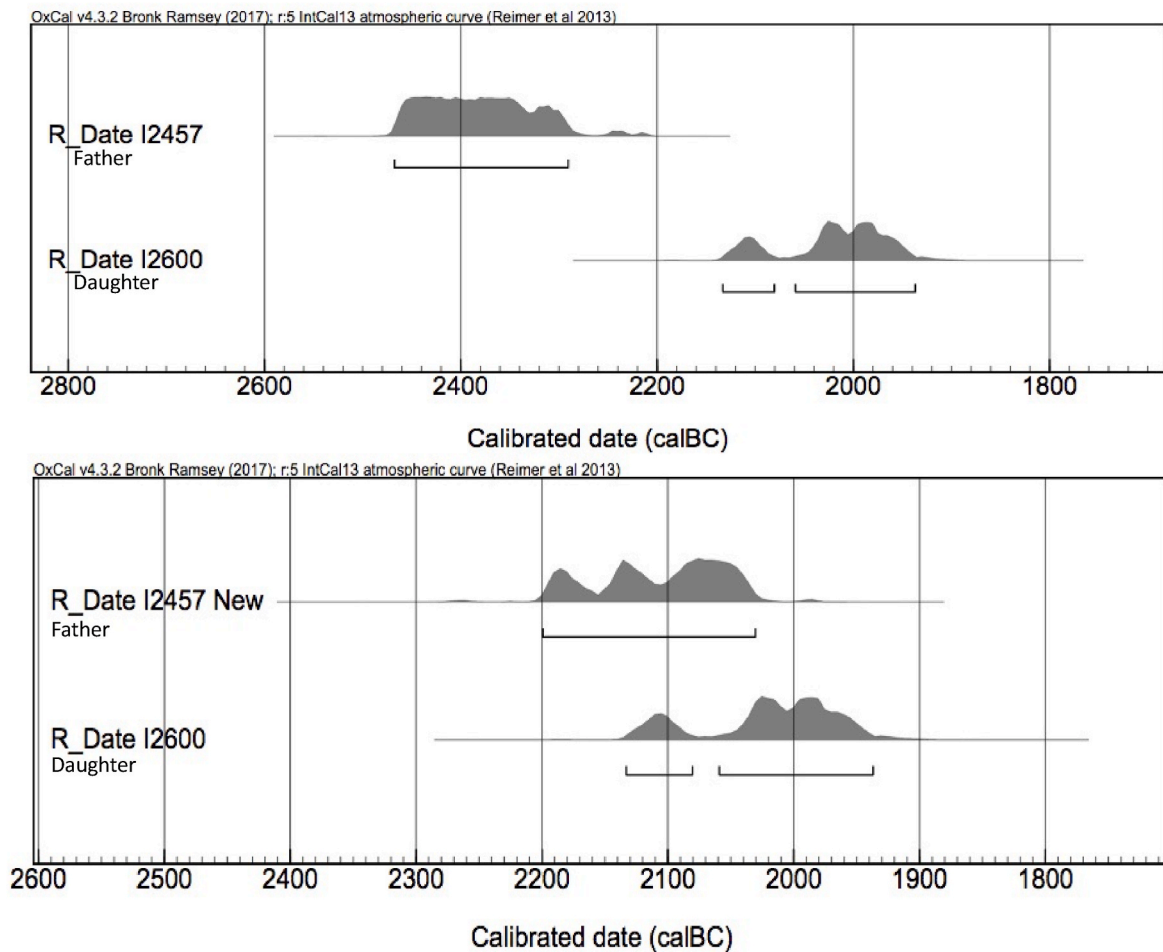 OxCal v4.3.2 Bronk Ramsey (2017); r:5 IntCal13 atmospheric curve (Reimer et al 2013)
R_Date I2457
Father
R_Date I2600
Daughter
2800 2600 2400 2200 2000 1800
Calibrated date (calBC)
OxCal v4.3.2 Bronk Ramsey (2017); r:5 IntCal13 atmospheric curve (Reimer et al 2013)
R_Date I2457 New
Father
R_Date I2600
Daughter
2600 2500 2400 2300 2200 2100 2000 1900 1800
Calibrated date (calBC)